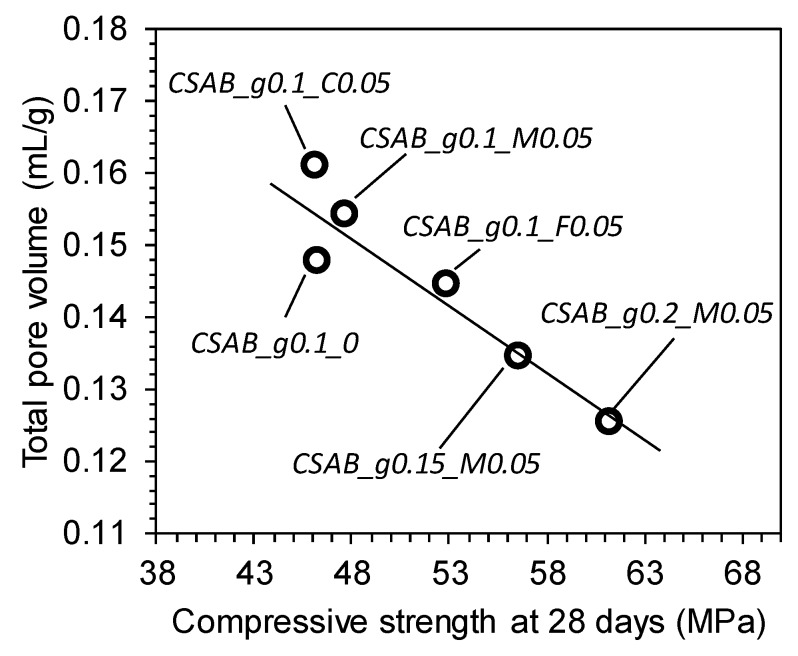 0.18
0.17
0.16
0.15
0.14
0.13
0.12
0.11
Total pore volume (mL/g)
CSAB_g0.1_C0.05
CSAB_g0.1_M0.05
CSAB_g0.1_F0.05
CSAB_g0.2_M0.05
CSAB_g0.1_0
CSAB_g0.15_M0.05
38 43 48 53 58 63 68
Compressive strength at 28 days (MPa)